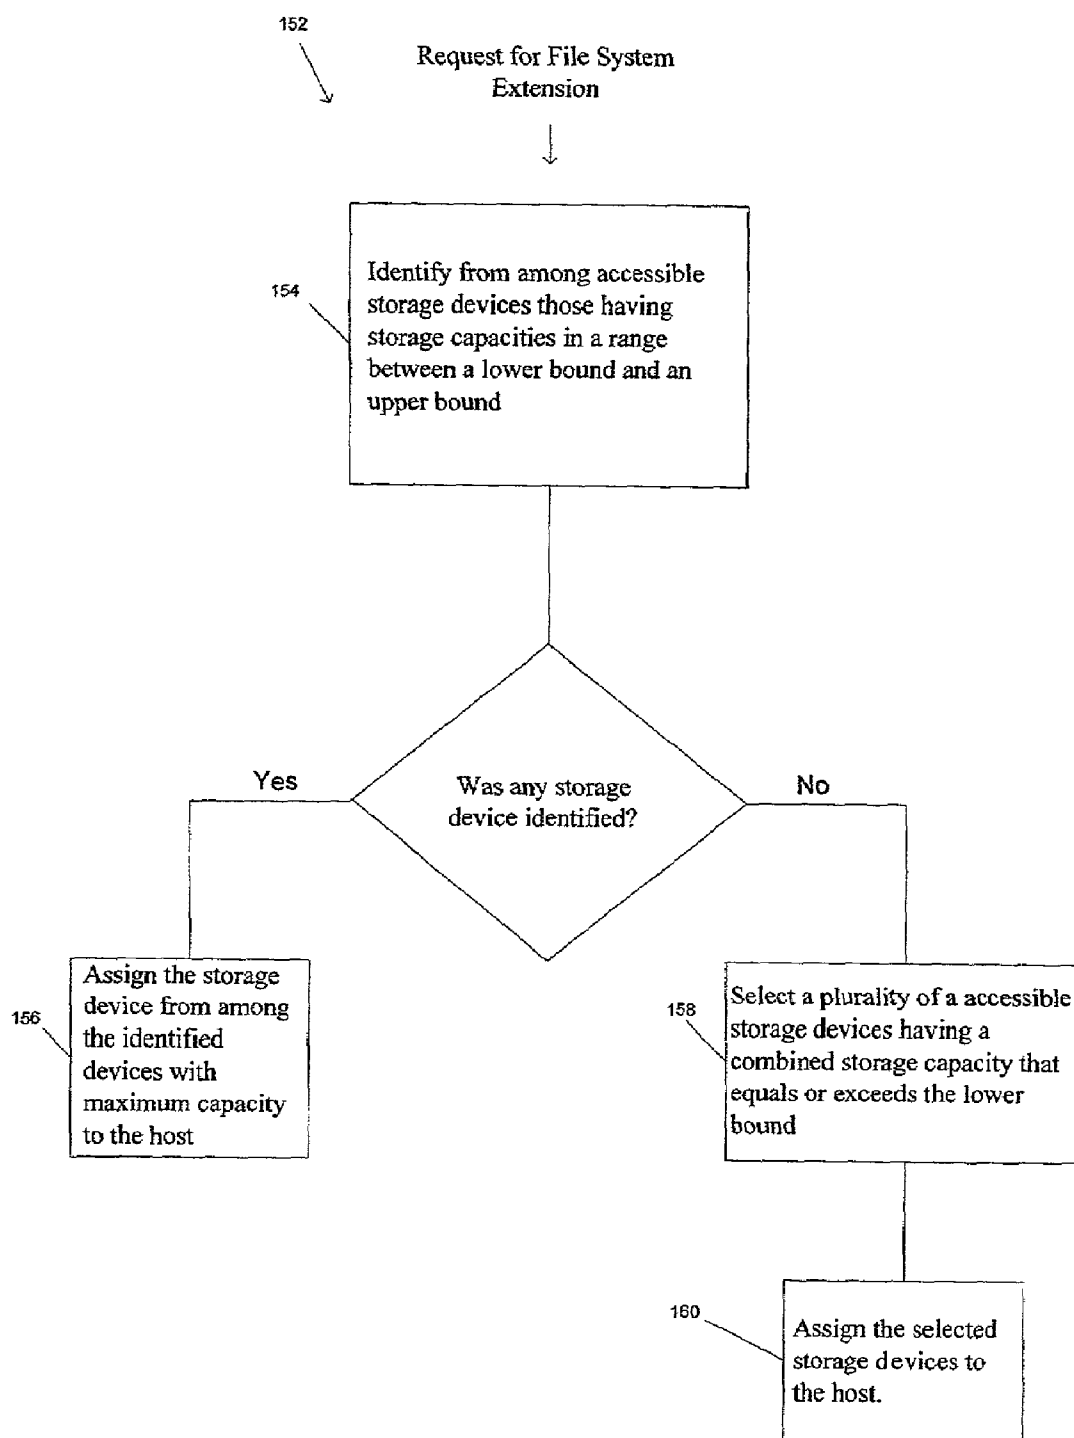 152
Request for File System
Extension
154
Identify from among accessible
storage devices those having
storage capacities in a range
between a lower bound and an
upper bound
Yes
Was any storage
device identified?
No
156
Assign the storage
device from among
the identified
devices with
maximum capacity
to the host
158
Select a plurality of a accessible
storage devices having a
combined storage capacity that
equals or exceeds the lower
bound
160
Assign the selected
storage devices to
the host.